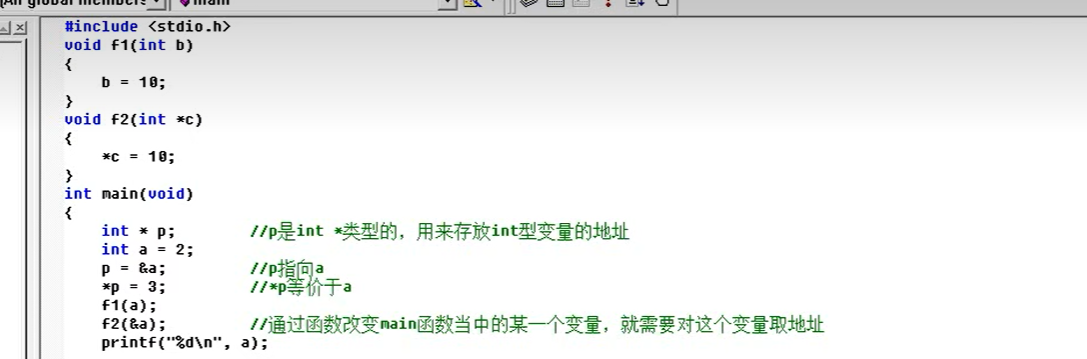 main
#include <stdio.h>
void f1(int b)
{
b = 10;
}
void f2(int *c)
{
*c = 10;
}
int main(void)
{
int * p; //p是int *类型的，用来存放int型变量的地址
int a = 2;
p = &a; //p指向a
*p = 3; //*p等价于a
f1(a);
f2(&a); //通过函数改变main函数当中的某一个变量，就需要对这个变量取地址
printf("%d\n", a);